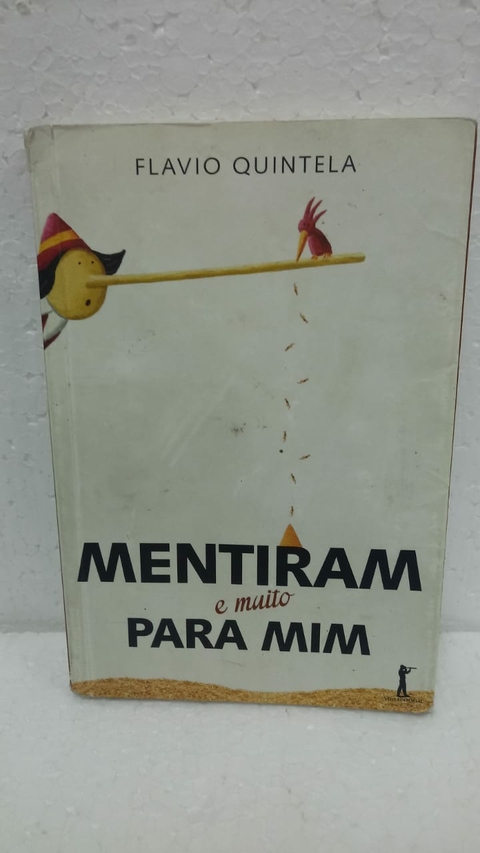 FLAVIO QUINTELA
MENTIRAM
e muito
PARA MIM